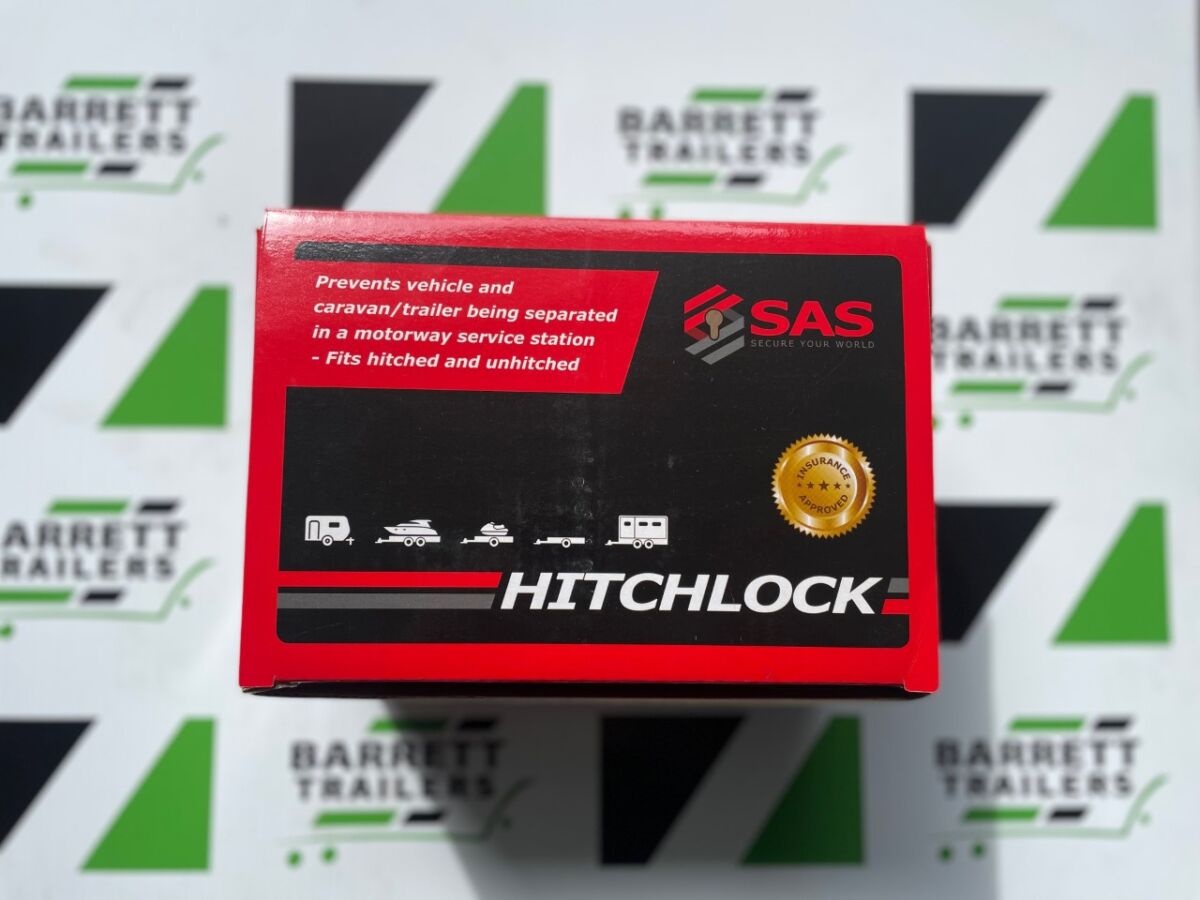 BARRETT
TRAILERS
BARRETT
TRAILERS
Prevents vehicle and
caravan/trailer being separated
in a motorway service station
- Fits hitched and unhitched
SAS
SECURE YOUR WORLD
BARRETT
TRAILERS
INSURANCE
APPROVED
BARRETT
TRAILERS
HITCHLOCK
BARRETT
TRAILERS
BARRETT
TRAILERS